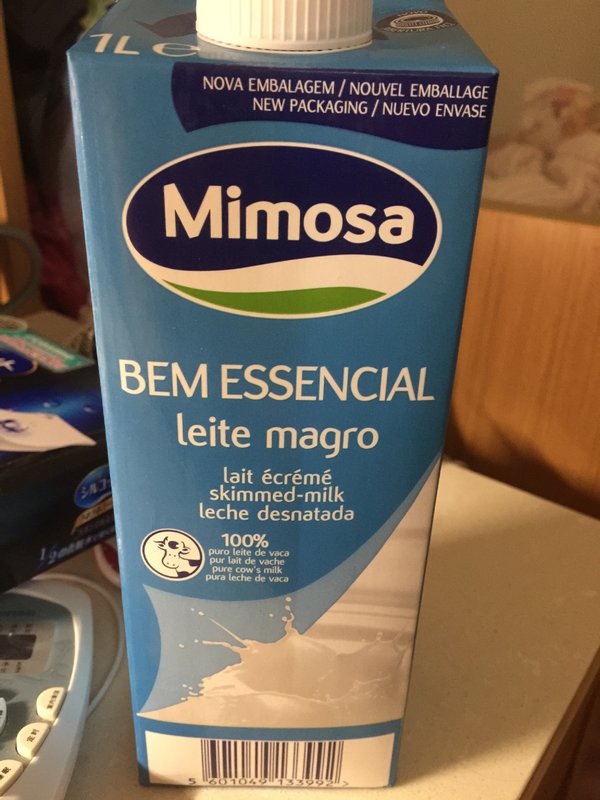 1L e
NOVA EMBALAGEM / NOUVEL EMBALLAGE
NEW PACKAGING / NUEVO ENVASE
Mimosa
BEM ESSENCIAL
leite magro
lait écrémé
skimmed-milk
leche desnatada
100%
puro leite de vaca
pur lait de vache
pure cow's milk
pura leche de vaca
5 601049 133992 >